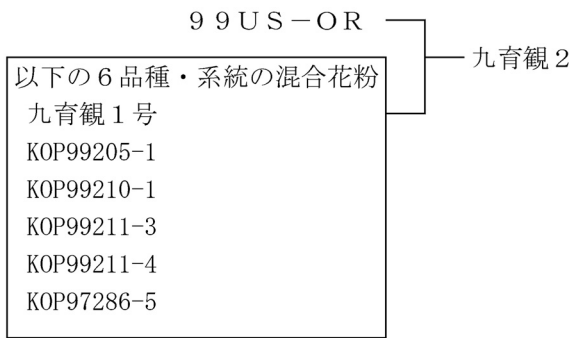 ９９ＵＳ－ＯＲ
九育観２
以下の６品種・系統の混合花粉
九育観１号
KOP99205-1
KOP99210-1
KOP99211-3
KOP99211-4
KOP97286-5